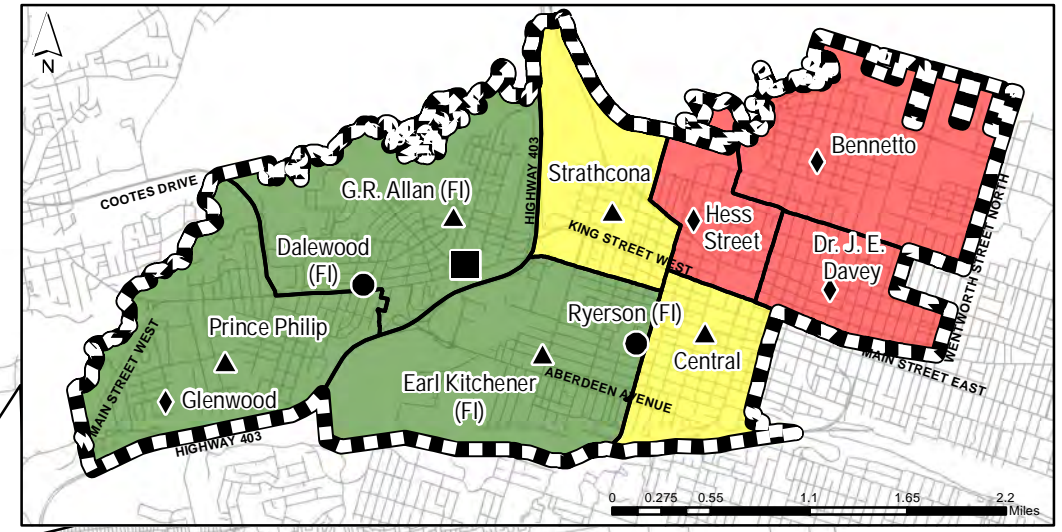 N
COOTES DRIVE
HIGHWAY 403
Strathcona
Bennetto
WENTWORTH STREET NORTH
G.R. Allan (FI)
Hess
Street
KING STREET WEST
Dalewood
(FI)
Dr. J. E.
Davey
Prince Philip
Ryerson (FI)
Central
MAIN STREET EAST
MAIN STREET WEST
Glenwood
Earl Kitchener
(FI)
ABERDEEN AVENUE
HIGHWAY 403
0 0.275 0.55 1.1 1.65 2.2
Miles